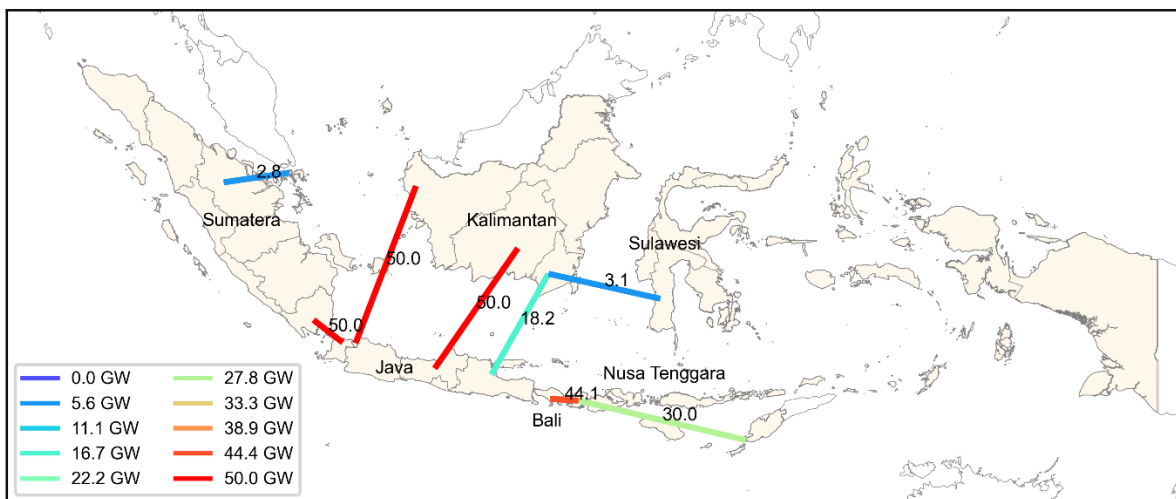 2.8
Sumatera
Kalimantan
Sulawesi
50.0
3.1
50.0
18.2
50.0
Java
Nusa Tenggara
44.1
30.0
Bali
0.0 GW
5.6 GW
11.1 GW
16.7 GW
22.2 GW
27.8 GW
33.3 GW
38.9 GW
44.4 GW
50.0 GW